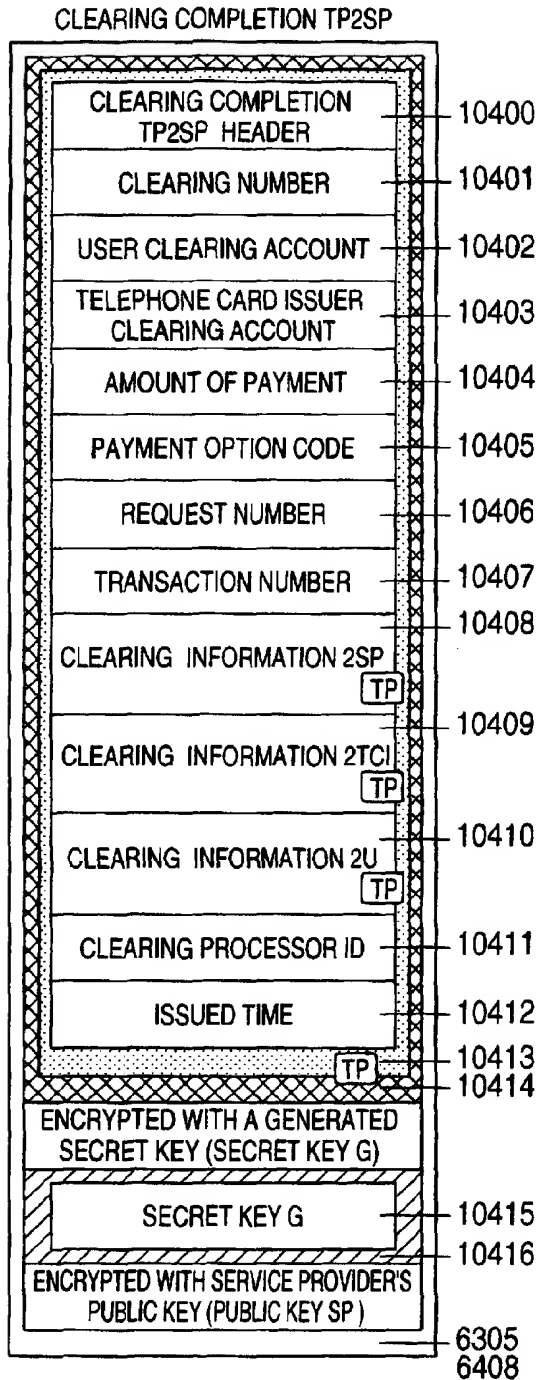 CLEARING COMPLETION TP2SP
CLEARING COMPLETION
TP2SP HEADER
10400
CLEARING NUMBER
10401
USER CLEARING ACCOUNT
10402
TELEPHONE CARD ISSUER
CLEARING ACCOUNT
10403
AMOUNT OF PAYMENT
10404
PAYMENT OPTION CODE
10405
REQUEST NUMBER
10406
TRANSACTION NUMBER
10407
10408
CLEARING INFORMATION 2SP
TP
10409
CLEARING INFORMATION 2TCI
TP
10410
CLEARING INFORMATION 2U
TP
CLEARING PROCESSOR ID
10411
ISSUED TIME
10412
TP
10413
10414
ENCRYPTED WITH A GENERATED
SECRET KEY (SECRET KEY G)
SECRET KEY G
10415
10416
ENCRYPTED WITH SERVICE PROVIDER'S
PUBLIC KEY (PUBLIC KEY SP)
6305
6408